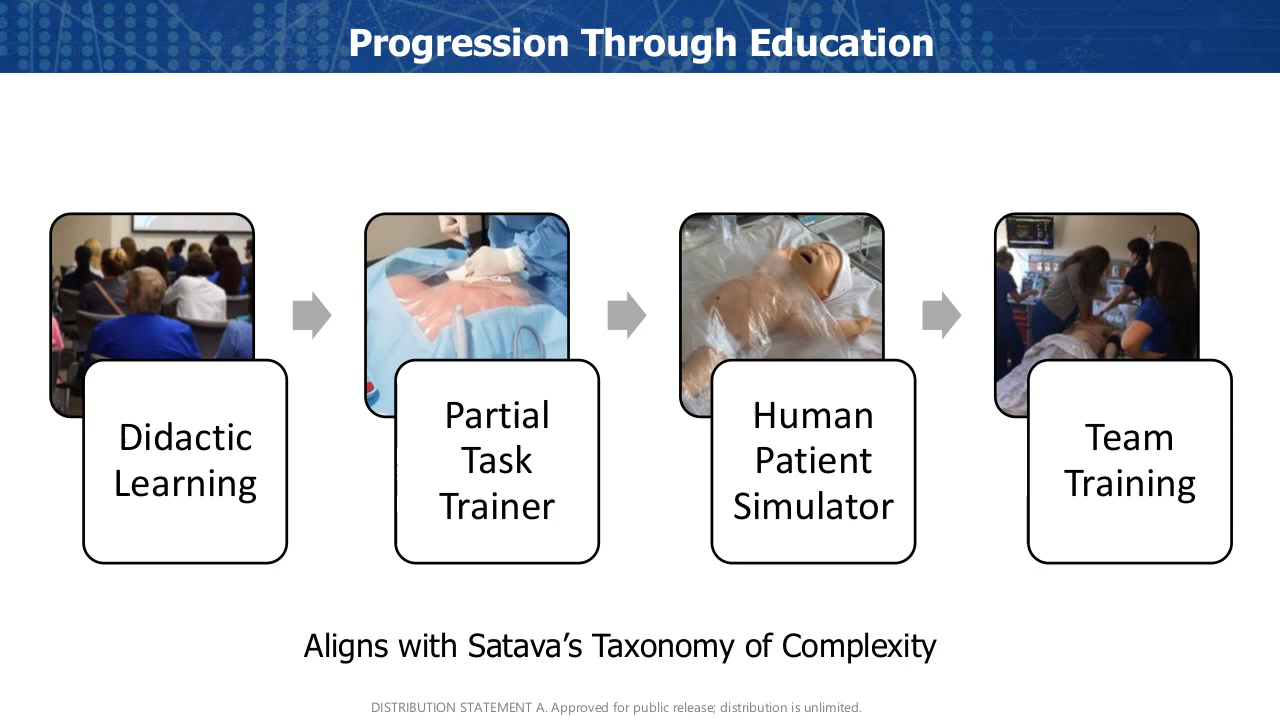 Progression Through Education
Didactic
Learning
Partial
Task
Trainer
Human
Patient
Simulator
Team
Training
Aligns with Satava’s Taxonomy of Complexity
DISTRIBUTION STATEMENT A. Approved for public release; distribution is unlimited.